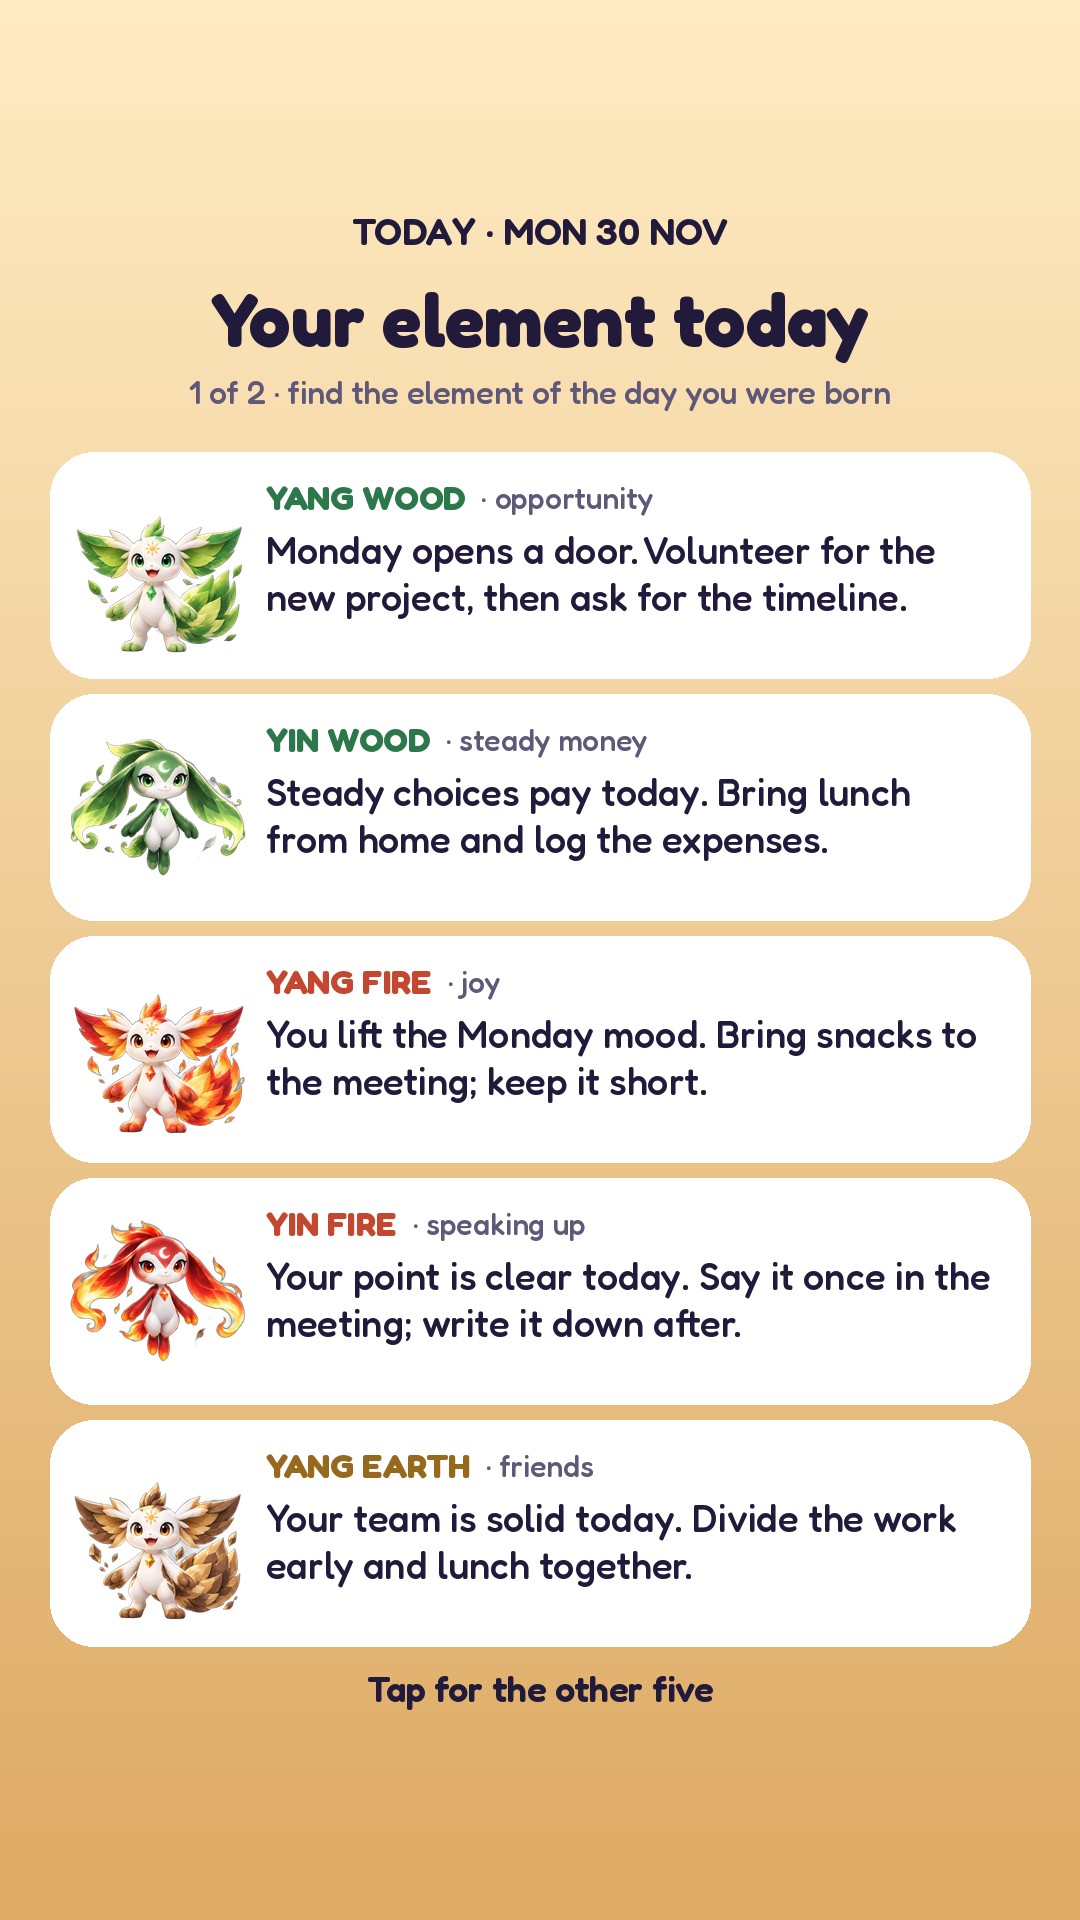 TODAY · MON 30 NOV
Your element today
1 of 2 · find the element of the day you were born
YANG WOOD · opportunity
Monday opens a door. Volunteer for the
new project, then ask for the timeline.
YIN WOOD · steady money
Steady choices pay today. Bring lunch
from home and log the expenses.
YANG FIRE · joy
You lift the Monday mood. Bring snacks to
the meeting; keep it short.
YIN FIRE · speaking up
Your point is clear today. Say it once in the
meeting; write it down after.
YANG EARTH · friends
Your team is solid today. Divide the work
early and lunch together.
Tap for the other five